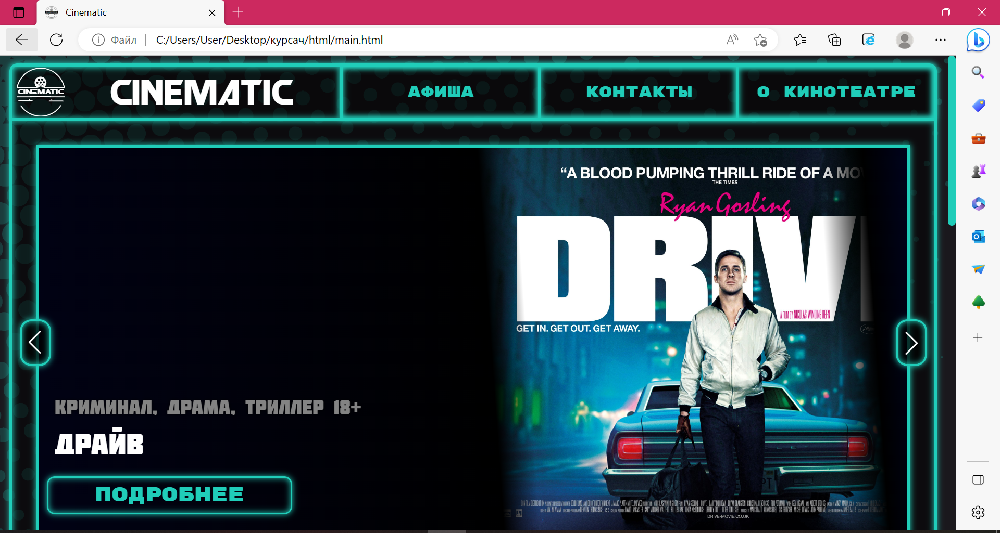 Cinematic
Файл
C:/Users/User/Desktop/курсач/html/main.html
CINEMATIC
CINEMATIC
АФИША
КОНТАКТЫ
О КИНОТЕАТРЕ
“A BLOOD PUMPING THRILL RIDE OF A MO
THE TIMES
Ryan Gosling
DRIV
A FILM BY NICOLAS WINDING REFN
GET IN. GET OUT. GET AWAY.
КРИМИНАЛ, ДРАМА, ТРИЛЛЕР 18+
ДРАЙВ
ПОДРОБНЕЕ
DRIVE-MOVIE.CO.UK